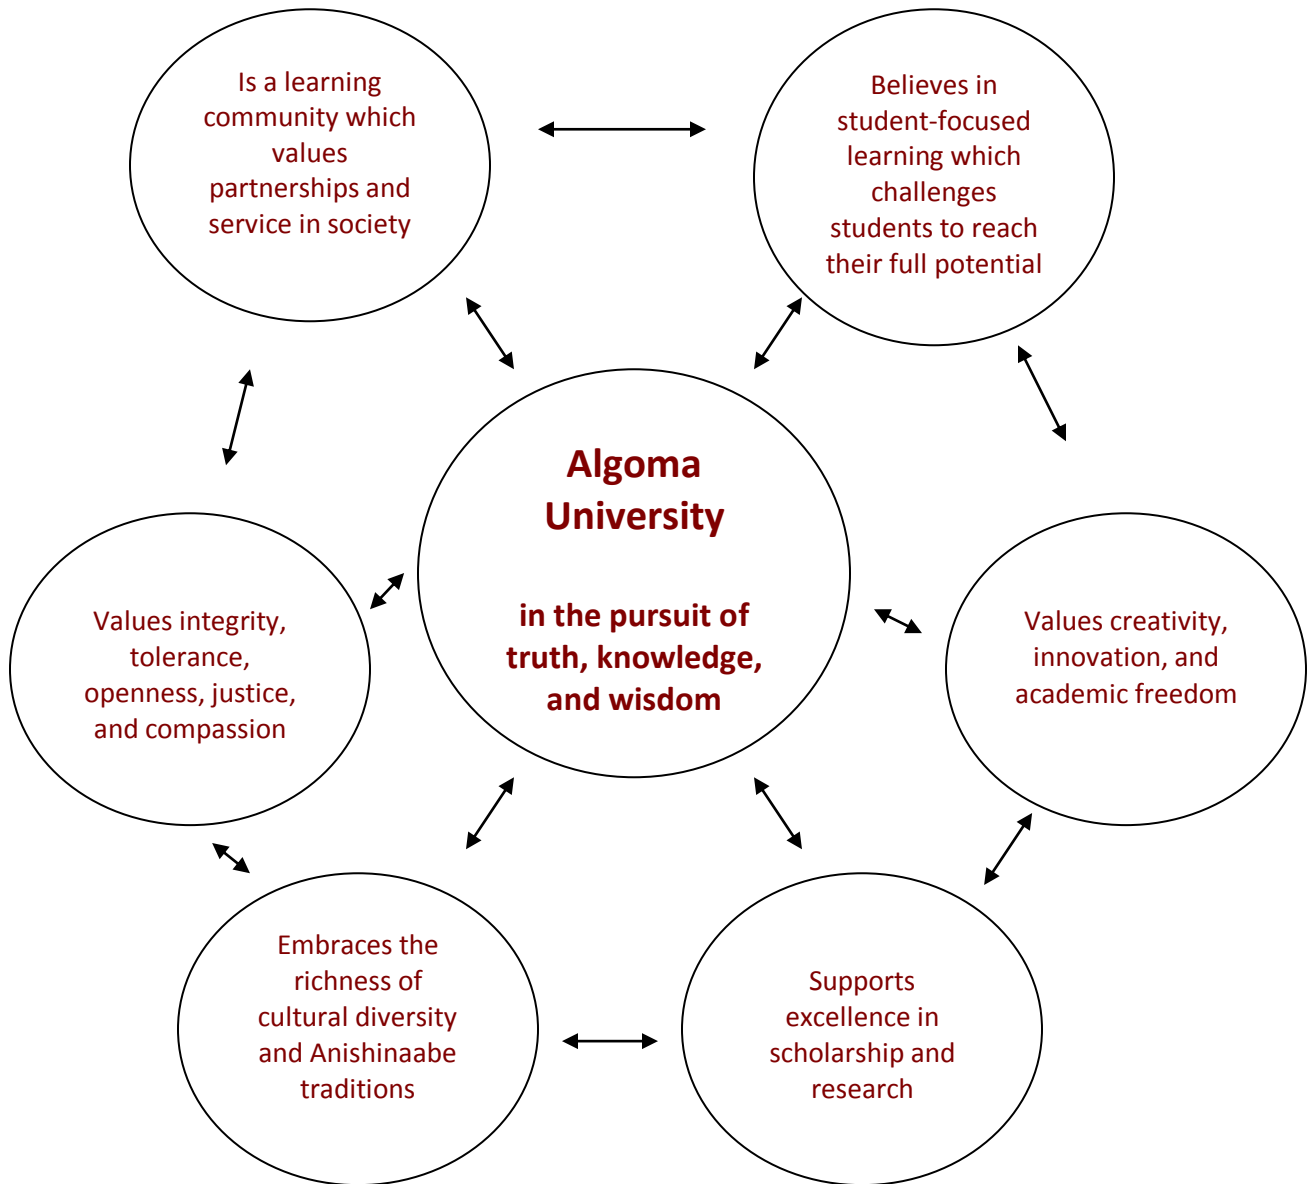 Is a learning
community which
values
partnerships and
service in society
Believes in
student-focused
learning which
challenges
students to reach
their full potential
Algoma
University
in the pursuit of
truth, knowledge,
and wisdom
Values integrity,
tolerance,
openness, justice,
and compassion
Values creativity,
innovation, and
academic freedom
Embraces the
richness of
cultural diversity
and Anishinaabe
traditions
Supports
excellence in
scholarship and
research